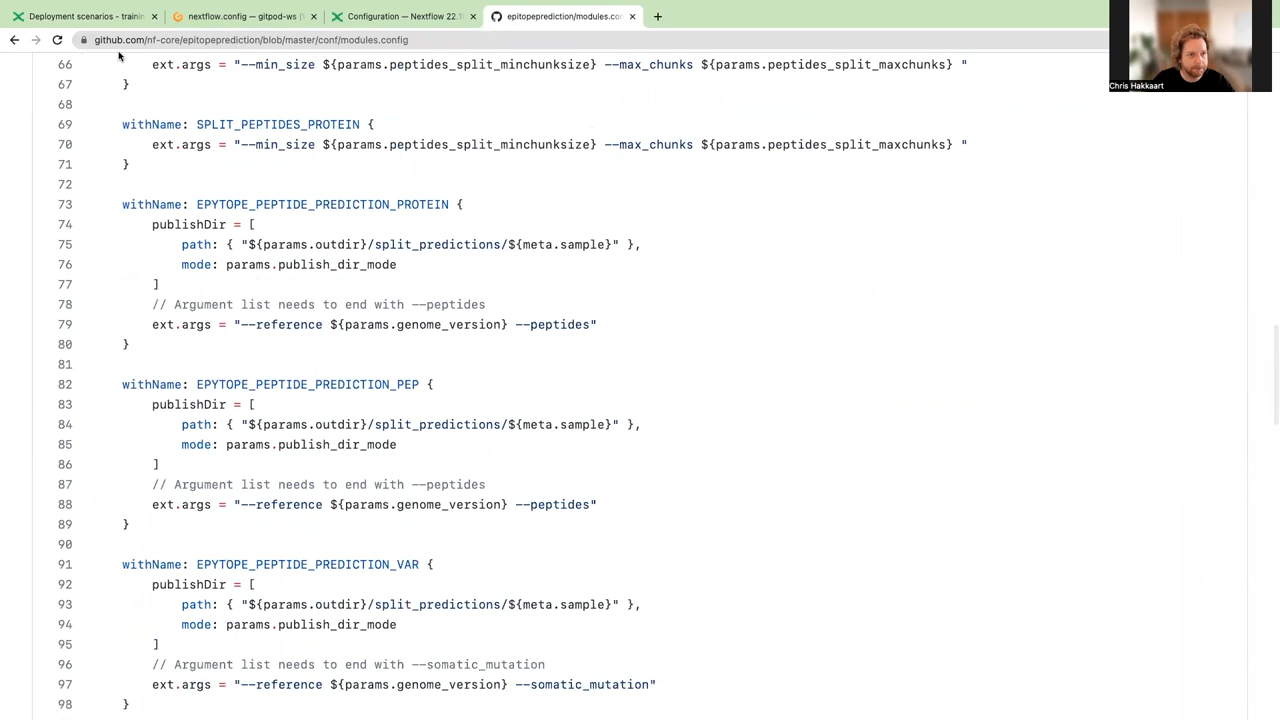 Deployment scenarios - trainin
nextflow.config — gitpod-ws (
Configuration — Nextflow 22.1
epitopeprediction/modules.con
github.com/nf-core/epitopeprediction/blob/master/conf/modules.config
Chris Hakkaart
66 ext.args = "--min_size ${params.peptides_split_minchunksize} --max_chunks ${params.peptides_split_maxchunks} "
67 }
68
69 withName: SPLIT_PEPTIDES_PROTEIN {
70 ext.args = "--min_size ${params.peptides_split_minchunksize} --max_chunks ${params.peptides_split_maxchunks} "
71 }
72
73 withName: EPYTOPE_PEPTIDE_PREDICTION_PROTEIN {
74 publishDir = [
75 path: { "${params.outdir}/split_predictions/${meta.sample}" },
76 mode: params.publish_dir_mode
77 ]
78 // Argument list needs to end with --peptides
79 ext.args = "--reference ${params.genome_version} --peptides"
80 }
81
82 withName: EPYTOPE_PEPTIDE_PREDICTION_PEP {
83 publishDir = [
84 path: { "${params.outdir}/split_predictions/${meta.sample}" },
85 mode: params.publish_dir_mode
86 ]
87 // Argument list needs to end with --peptides
88 ext.args = "--reference ${params.genome_version} --peptides"
89 }
90
91 withName: EPYTOPE_PEPTIDE_PREDICTION_VAR {
92 publishDir = [
93 path: { "${params.outdir}/split_predictions/${meta.sample}" },
94 mode: params.publish_dir_mode
95 ]
96 // Argument list needs to end with --somatic_mutation
97 ext.args = "--reference ${params.genome_version} --somatic_mutation"
98 }